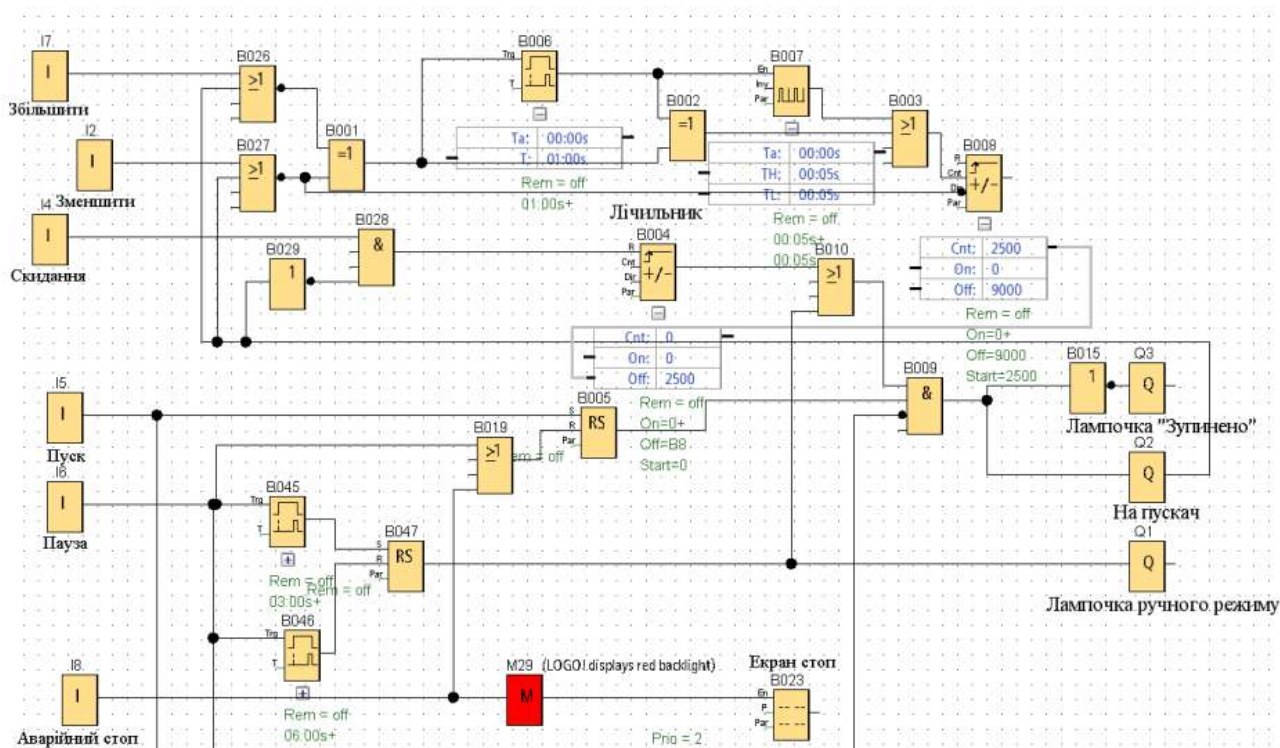 I7
I
Збільшити
B026
≥1
I2
I
Зменшити
B027
≥1
B001
=1
I4
I
Скидання
B029
1
B028
&
B006
Trg
T
Ta: 00:00s
T: 01:00s
Rem = off
01:00s+
B002
=1
B007
En
Inv
Par
Ta: 00:00s
TH: 00:05s
TL: 00:05s
Rem = off
00:05s+
00:05s
B003
≥1
B008
R
Cnt
Dir
Par
+/-
Cnt: 2500
On: 0
Off: 9000
Rem = off
On=0+
Off=9000
Start=2500
Лічильник
B004
R
Cnt
Dir
Par
+/-
Cnt: 0
On: 0
Off: 2500
Rem = off
On=0+
Off=B8
Start=0
B010
≥1
B009
&
B015
1
Q3
Q
Лампочка "Зупинено"
Q2
Q
На пускач
Q1
Q
Лампочка ручного режиму
I5
I
Пуск
B005
S
R
Par
RS
Rem = off
B019
≥1
I6
I
Пауза
B045
Trg
T
Rem = off
03:00s+
B047
S
R
Par
RS
Rem = off
B046
Trg
T
Rem = off
06:00s+
I8
I
Аварійний стоп
M29 (LOGO! displays red backlight)
M
Екран стоп
B023
En
P
Par
Prio = 2